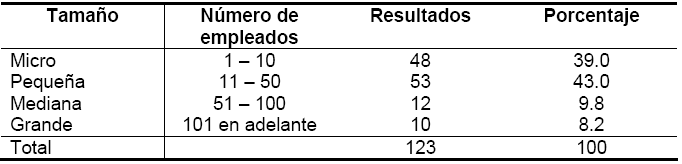 Tamaño Número de empleados Resultados Porcentaje
Micro 1 – 10 48 39.0
Pequeña 11 – 50 53 43.0
Mediana 51 – 100 12 9.8
Grande 101 en adelante 10 8.2
Total 123 100